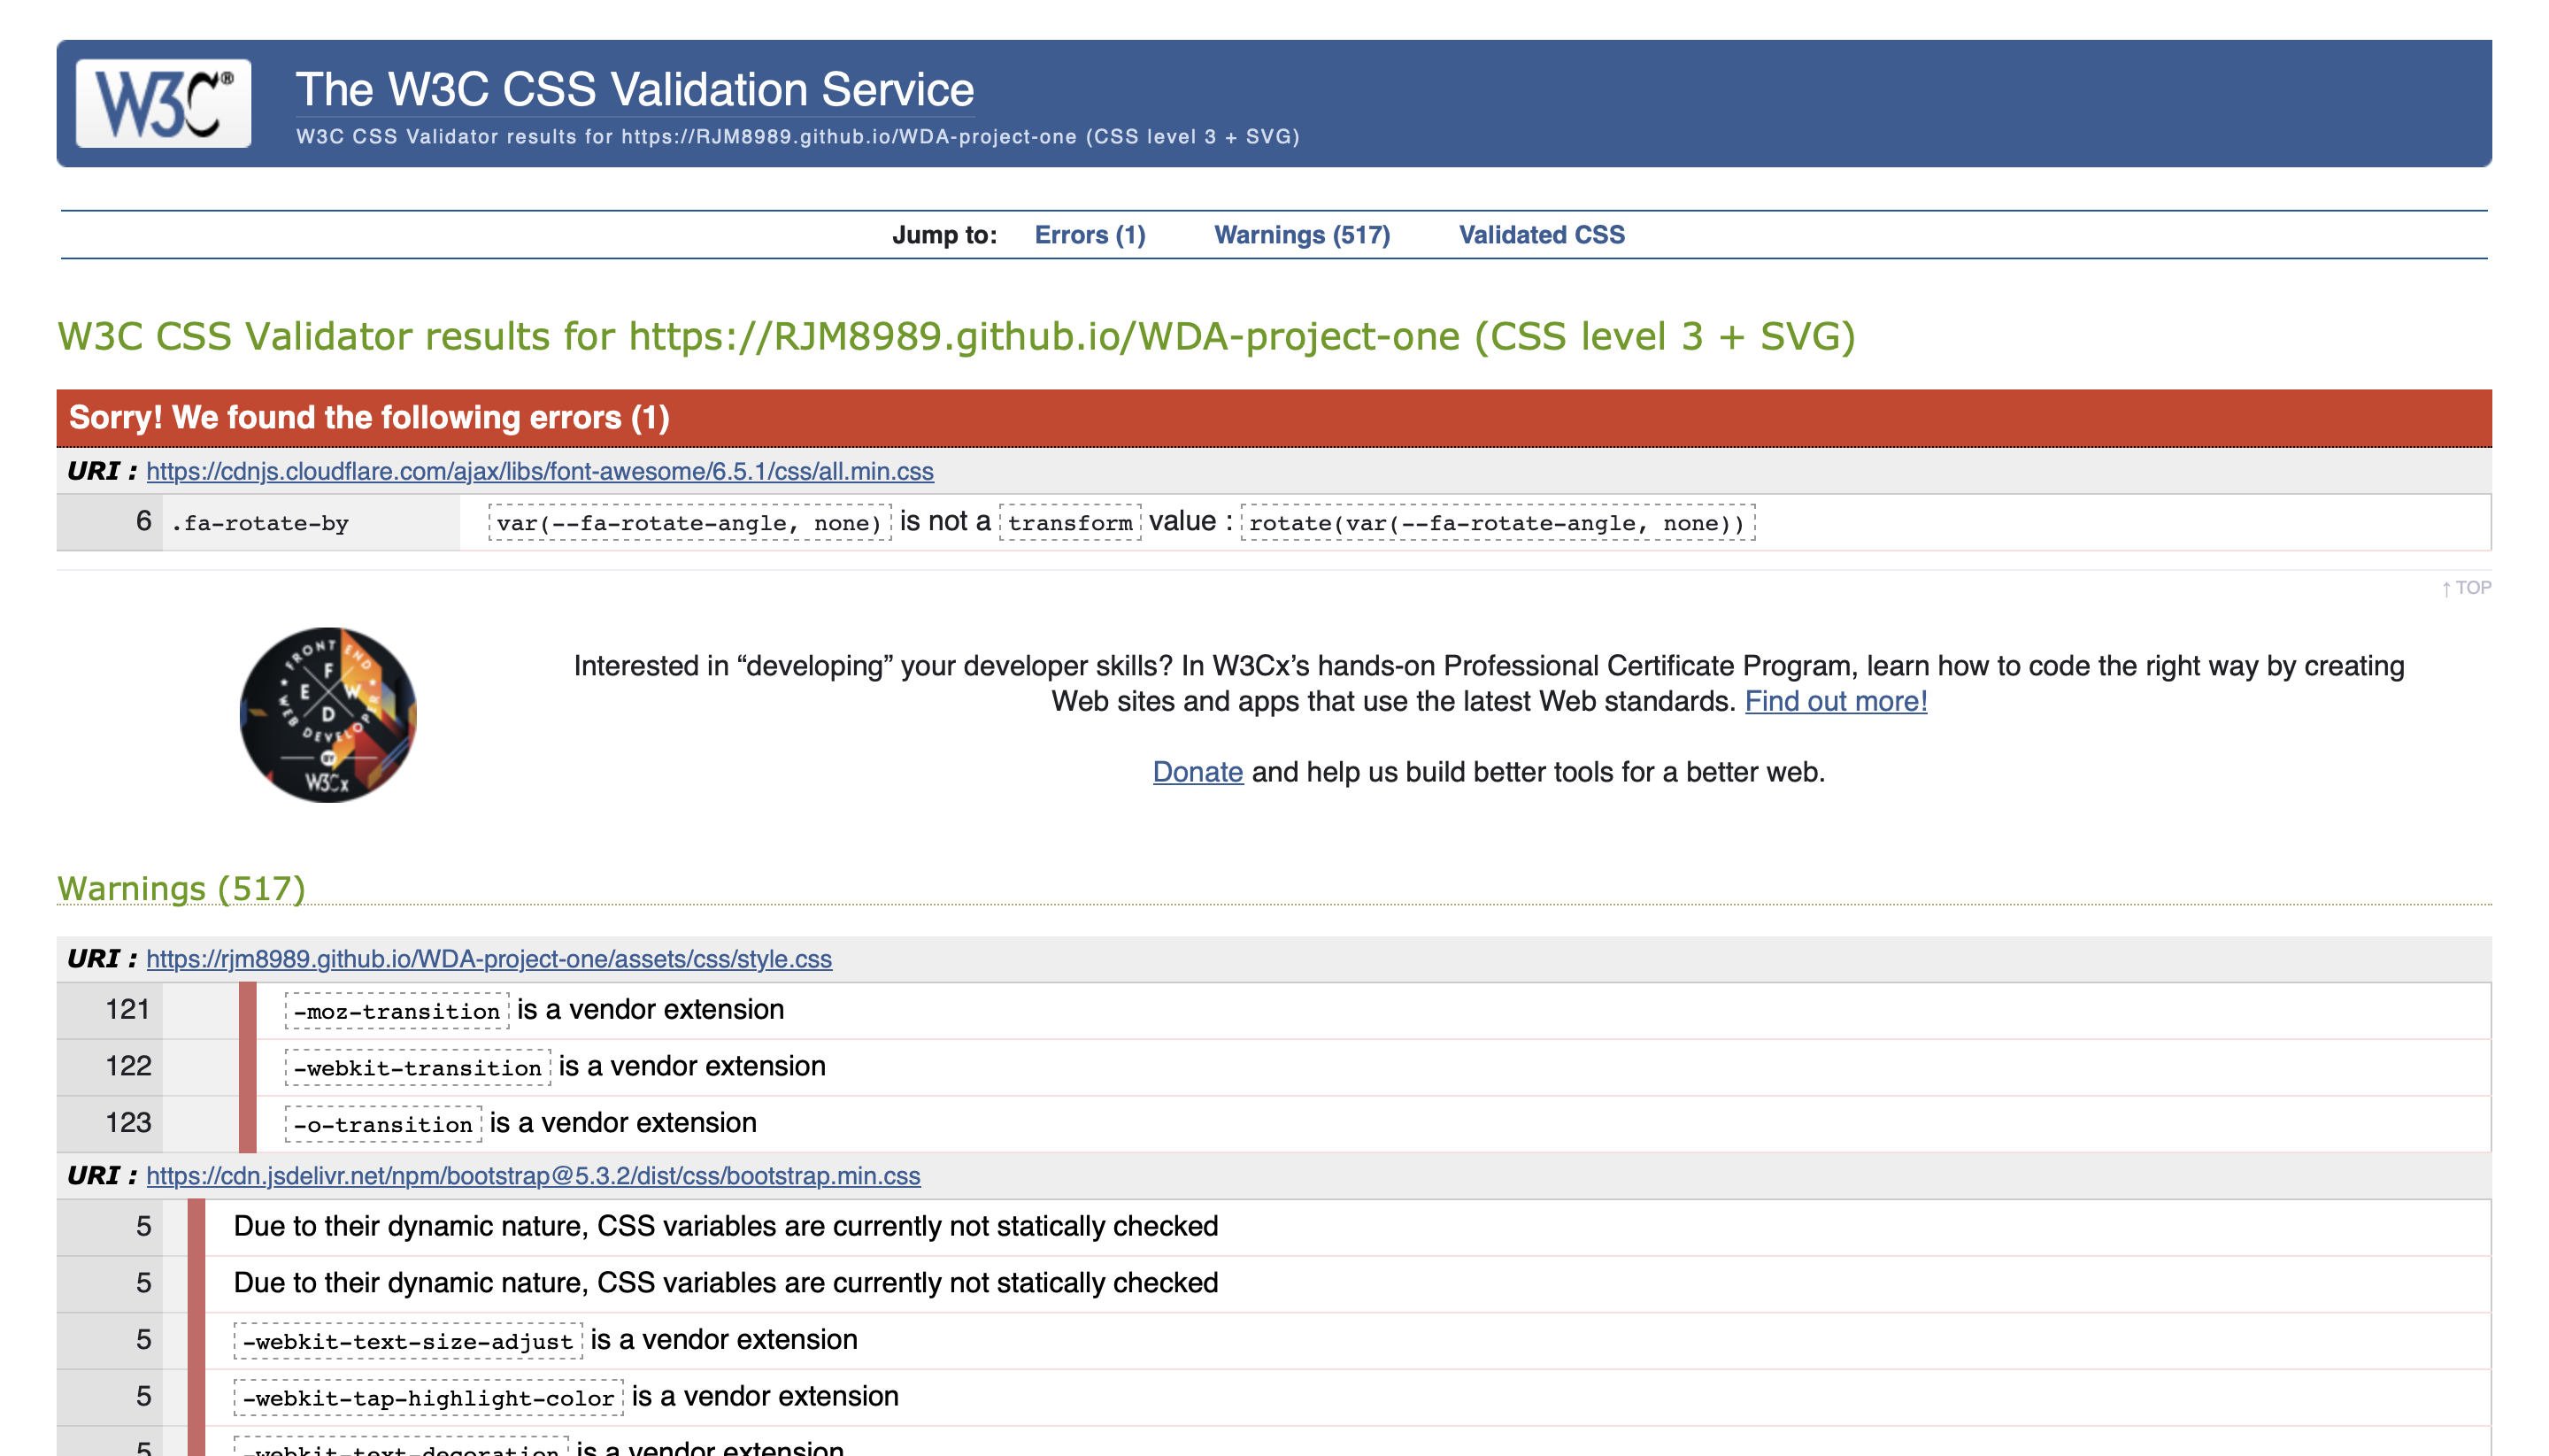 W3C®
The W3C CSS Validation Service
W3C CSS Validator results for https://RJM8989.github.io/WDA-project-one (CSS level 3 + SVG)
Jump to: Errors (1) Warnings (517) Validated CSS
W3C CSS Validator results for https://RJM8989.github.io/WDA-project-one (CSS level 3 + SVG)
Sorry! We found the following errors (1)
URI : https://cdnjs.cloudflare.com/ajax/libs/font-awesome/6.5.1/css/all.min.css
6 .fa-rotate-by var(--fa-rotate-angle, none) is not a transform value : rotate(var(--fa-rotate-angle, none))
↑ TOP
FRONT END
F
E W
D
WEB DEVELOPER
BY
W3Cx
Interested in “developing” your developer skills? In W3Cx’s hands-on Professional Certificate Program, learn how to code the right way by creating
Web sites and apps that use the latest Web standards. Find out more!
Donate and help us build better tools for a better web.
Warnings (517)
URI : https://rjm8989.github.io/WDA-project-one/assets/css/style.css
121 -moz-transition is a vendor extension
122 -webkit-transition is a vendor extension
123 -o-transition is a vendor extension
URI : https://cdn.jsdelivr.net/npm/bootstrap@5.3.2/dist/css/bootstrap.min.css
5 Due to their dynamic nature, CSS variables are currently not statically checked
5 Due to their dynamic nature, CSS variables are currently not statically checked
5 -webkit-text-size-adjust is a vendor extension
5 -webkit-tap-highlight-color is a vendor extension
5 -webkit-text-decoration is a vendor extension